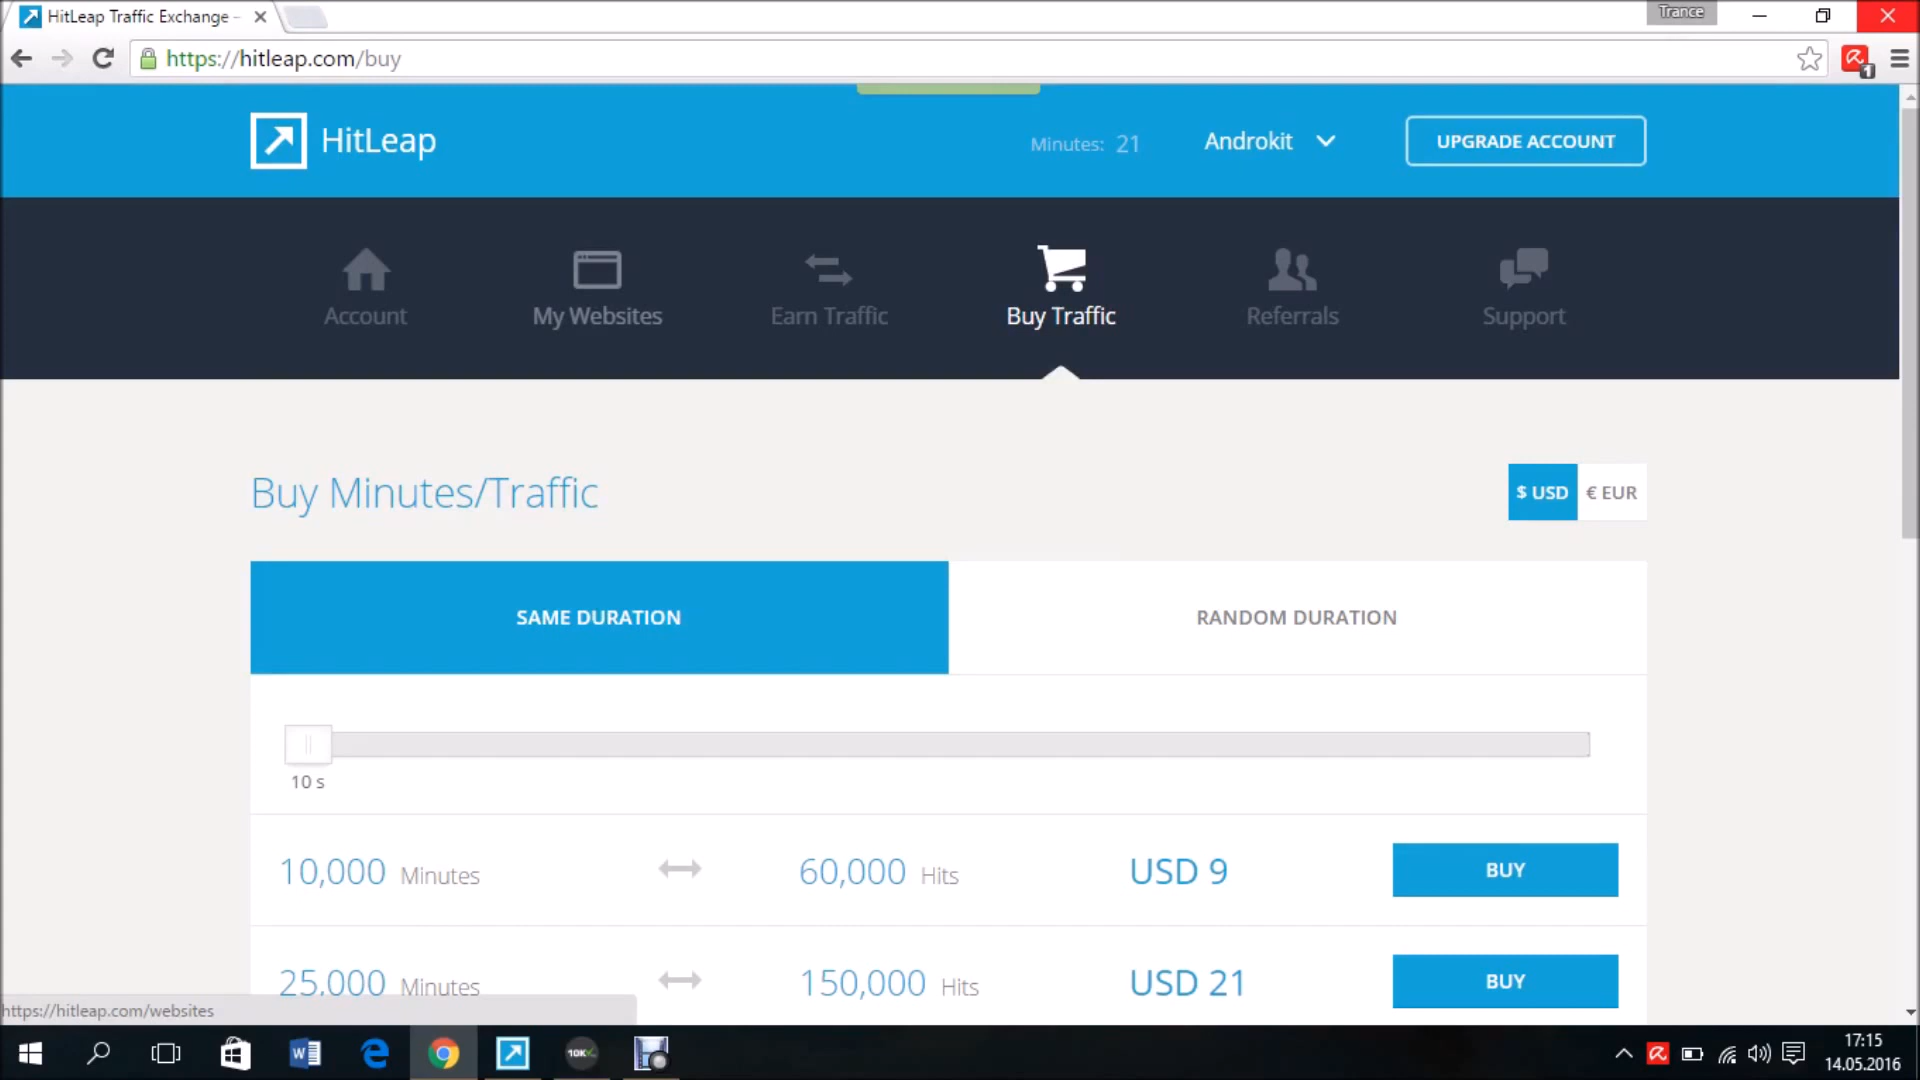 HitLeap Traffic Exchange -
Trance
https://hitleap.com/buy
1
HitLeap
Minutes: 21
Androkit
UPGRADE ACCOUNT
Account
My Websites
Earn Traffic
Buy Traffic
Referrals
Support
Buy Minutes/Traffic
$ USD
€ EUR
SAME DURATION
RANDOM DURATION
10 s
10,000 Minutes
60,000 Hits
USD 9
BUY
25,000 Minutes
150,000 Hits
USD 21
BUY
https://hitleap.com/websites
10K
17:15
14.05.2016